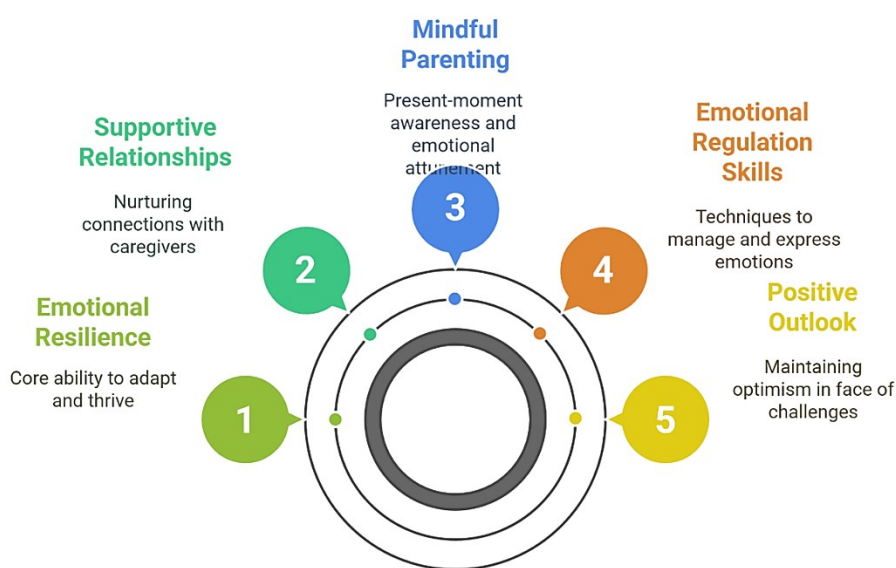 Mindful
Parenting
Present-moment
awareness and
emotional
attunement
3
Supportive
Relationships
Nurturing
connections with
caregivers
2
Emotional
Regulation
Skills
Techniques to
manage and express
emotions
4
Emotional
Resilience
Core ability to adapt
and thrive
1
Positive
Outlook
Maintaining
optimism in face of
challenges
5